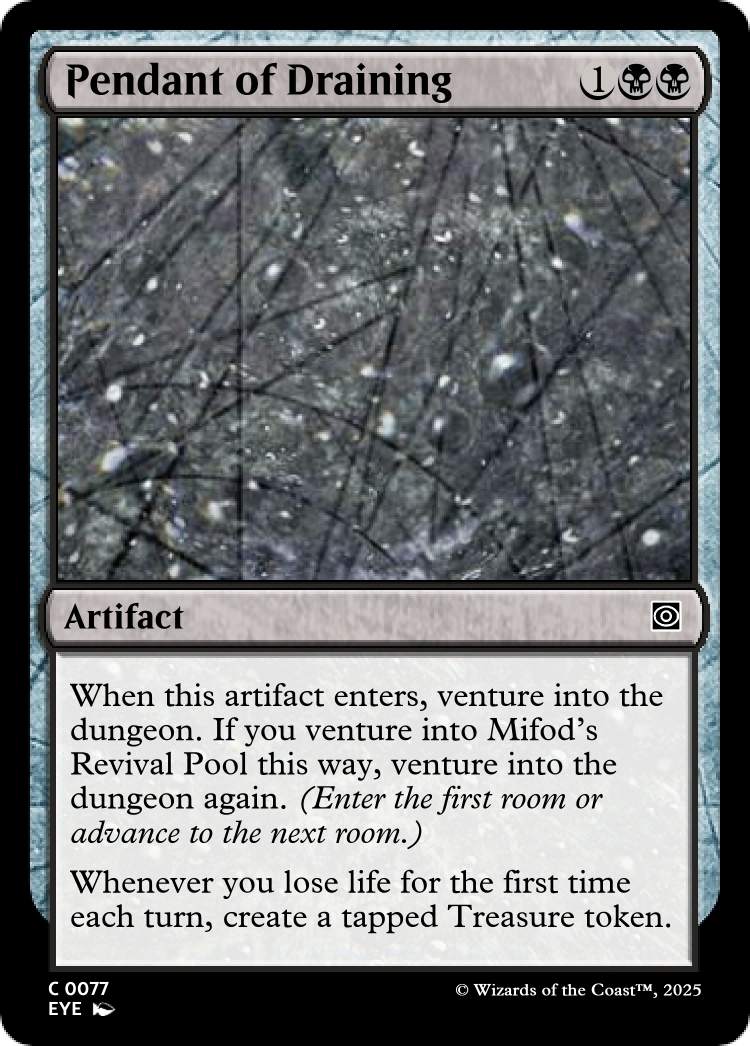 Pendant of Draining 1
Artifact
When this artifact enters, venture into the
dungeon. If you venture into Mifod's
Revival Pool this way, venture into the
dungeon again. (Enter the first room or
advance to the next room.)
Whenever you lose life for the first time
each turn, create a tapped Treasure token.
C 0077
EYE
© Wizards of the Coast™, 2025